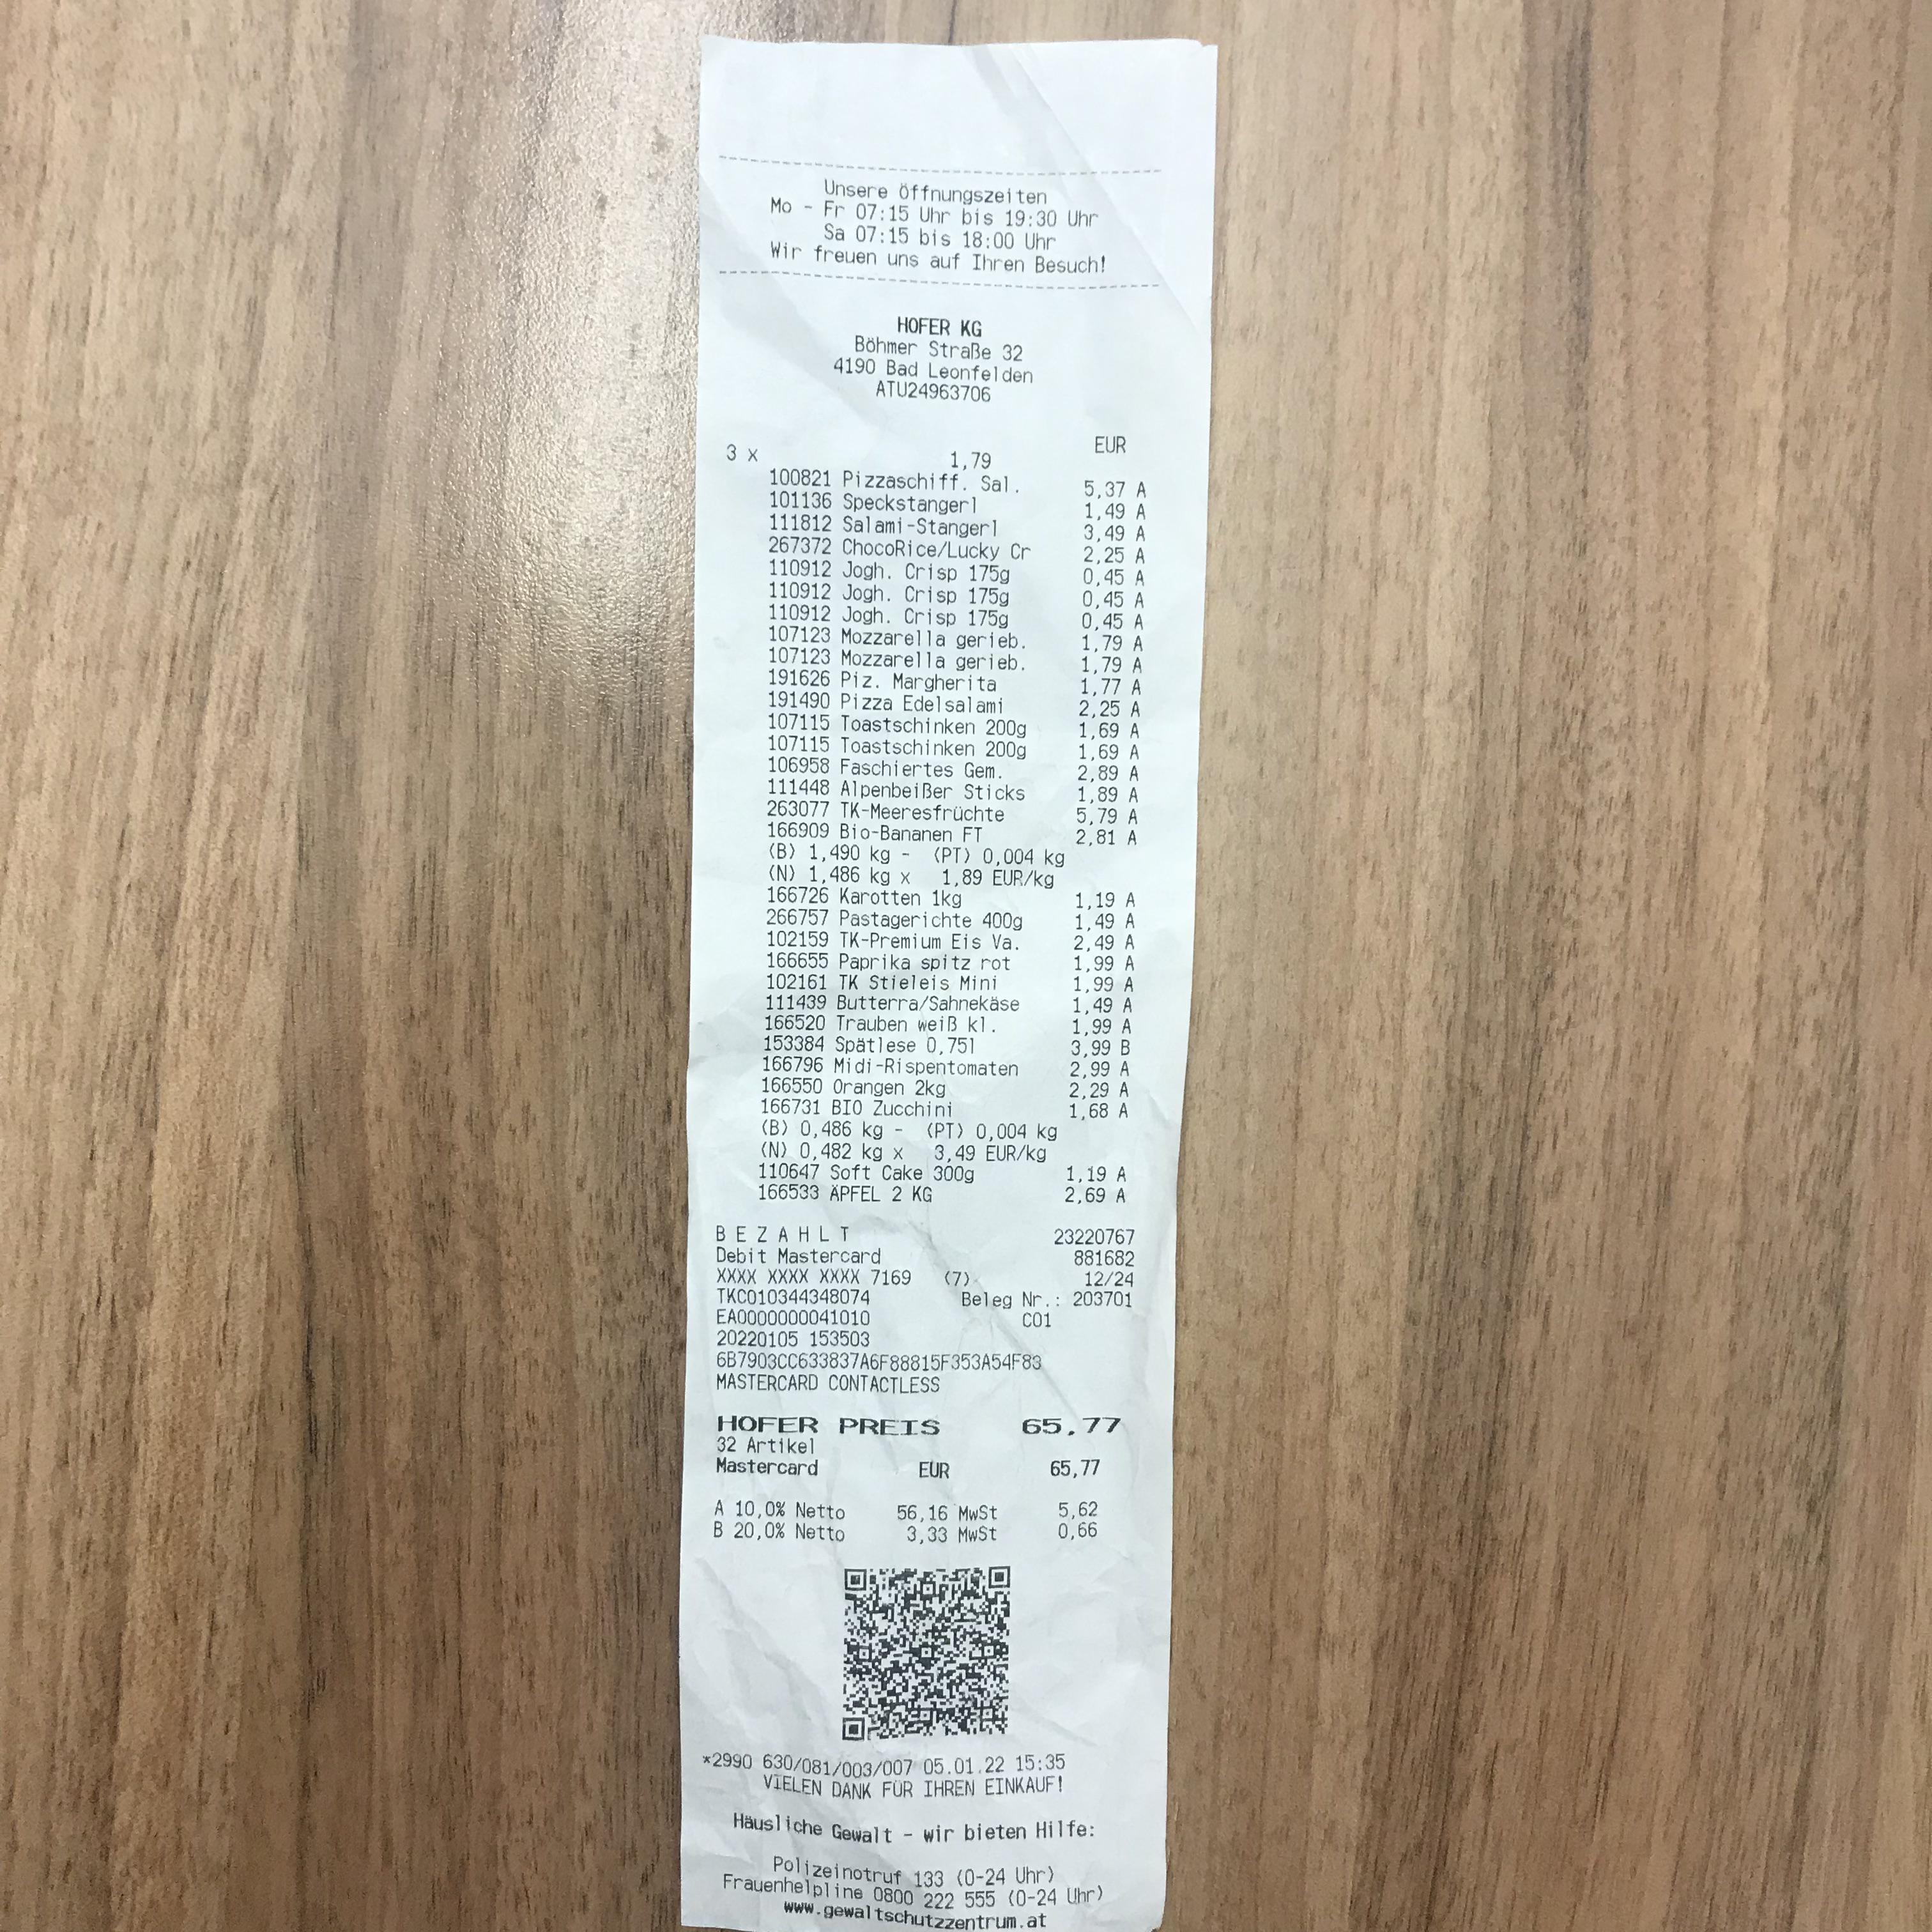 Unsere Öffnungszeiten
Mo - Fr 07:15 Uhr bis 19:30 Uhr
Sa 07:15 bis 18:00 Uhr
Wir freuen uns auf Ihren Besuch!
HOFER KG
Böhmer Straße 32
4190 Bad Leonfelden
ATU24963706
EUR
3 x 1,79
100821 Pizzaschiff. Sal. 5,37 A
101136 Speckstangerl 1,49 A
111812 Salami-Stangerl 3,49 A
267372 ChocoRice/Lucky Cr 2,25 A
110912 Jogh. Crisp 175g 0,45 A
110912 Jogh. Crisp 175g 0,45 A
110912 Jogh. Crisp 175g 0,45 A
107123 Mozzarella gerieb. 1,79 A
107123 Mozzarella gerieb. 1,79 A
191626 Piz. Margherita 1,77 A
191490 Pizza Edelsalami 2,25 A
107115 Toastschinken 200g 1,69 A
107115 Toastschinken 200g 1,69 A
106958 Faschiertes Gem. 2,89 A
111448 Alpenbeißer Sticks 1,89 A
263077 TK-Meeresfrüchte 5,79 A
166909 Bio-Bananen FT 2,81 A
(B) 1,490 kg - (PT) 0,004 kg
(N) 1,486 kg x 1,89 EUR/kg
166726 Karotten 1kg 1,19 A
266757 Pastagerichte 400g 1,49 A
102159 TK-Premium Eis Va. 2,49 A
166655 Paprika spitz rot 1,99 A
102161 TK Stieleis Mini 1,99 A
111439 Butterra/Sahnekäse 1,49 A
166520 Trauben weiß kl. 1,99 A
153384 Spätlese 0,75l 3,99 B
166796 Midi-Rispentomaten 2,99 A
166550 Orangen 2kg 2,29 A
166731 BIO Zucchini 1,68 A
(B) 0,486 kg - (PT) 0,004 kg
(N) 0,482 kg x 3,49 EUR/kg
110647 Soft Cake 300g 1,19 A
166533 ÄPFEL 2 KG 2,69 A
B E Z A H L T 23220767
Debit Mastercard 881682
XXXX XXXX XXXX 7169 (7) 12/24
TKC010344348074 Beleg Nr.: 203701
EA0000000041010 C01
20220105 153503
6B7903CC633837A6F88815F353A54F83
MASTERCARD CONTACTLESS
HOFER PREIS 65,77
32 Artikel
Mastercard EUR 65,77
A 10,0% Netto 56,16 MwSt 5,62
B 20,0% Netto 3,33 MwSt 0,66
*2990 630/081/003/007 05.01.22 15:35
VIELEN DANK FÜR IHREN EINKAUF!
Häusliche Gewalt - wir bieten Hilfe:
Polizeinotruf 133 (0-24 Uhr)
Frauenhelpline 0800 222 555 (0-24 Uhr)
www.gewaltschutzzentrum.at